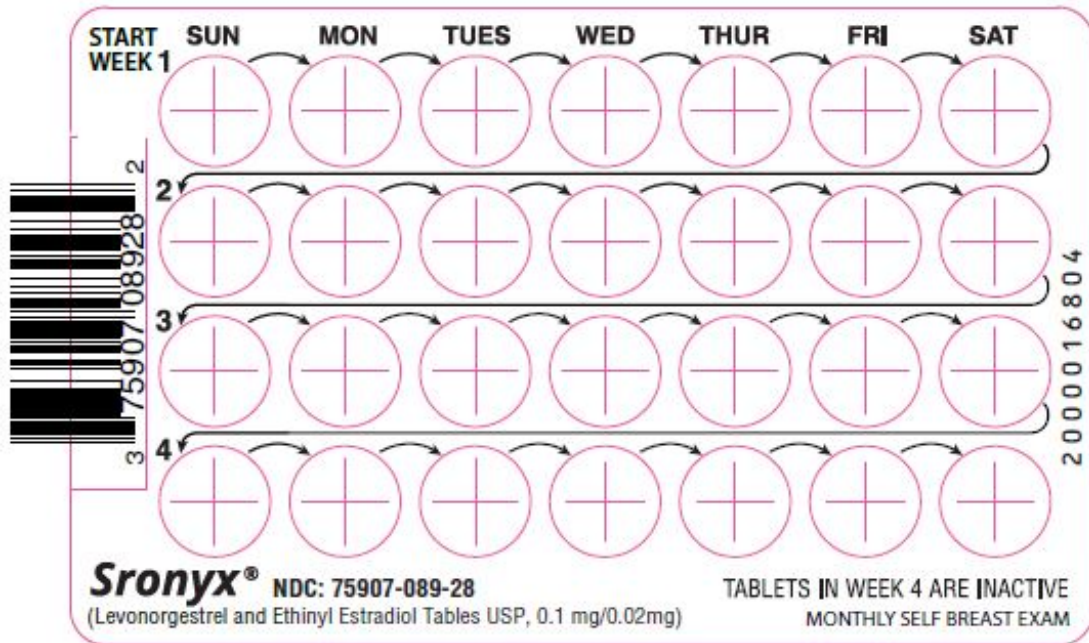 START SUN MON TUES WED THUR FRI SAT
WEEK 1
2
3
4
3 75907 08928 2
2000016804
Sronyx® NDC: 75907-089-28
(Levonorgestrel and Ethinyl Estradiol Tables USP, 0.1 mg/0.02mg)
TABLETS IN WEEK 4 ARE INACTIVE
MONTHLY SELF BREAST EXAM